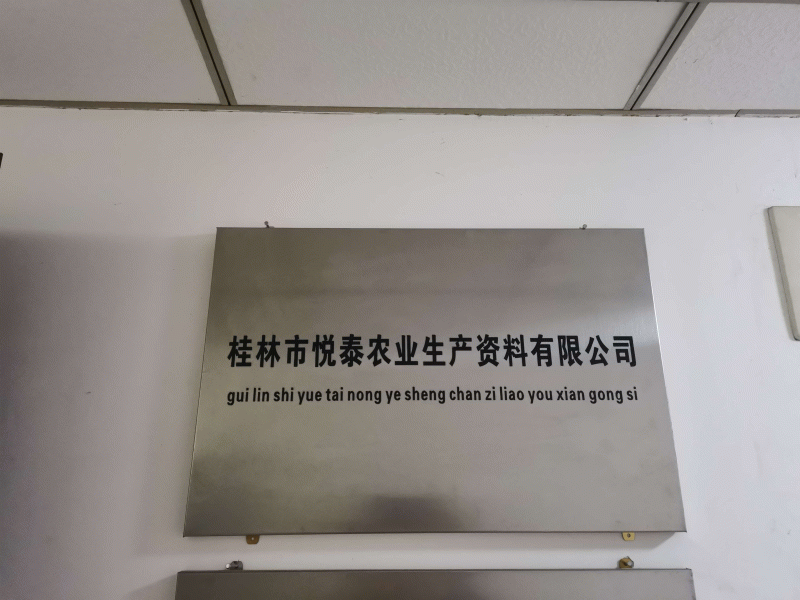 桂林市悦泰农业生产资料有限公司
gui lin shi yue tai nong ye sheng chan zi liao you xian gong si